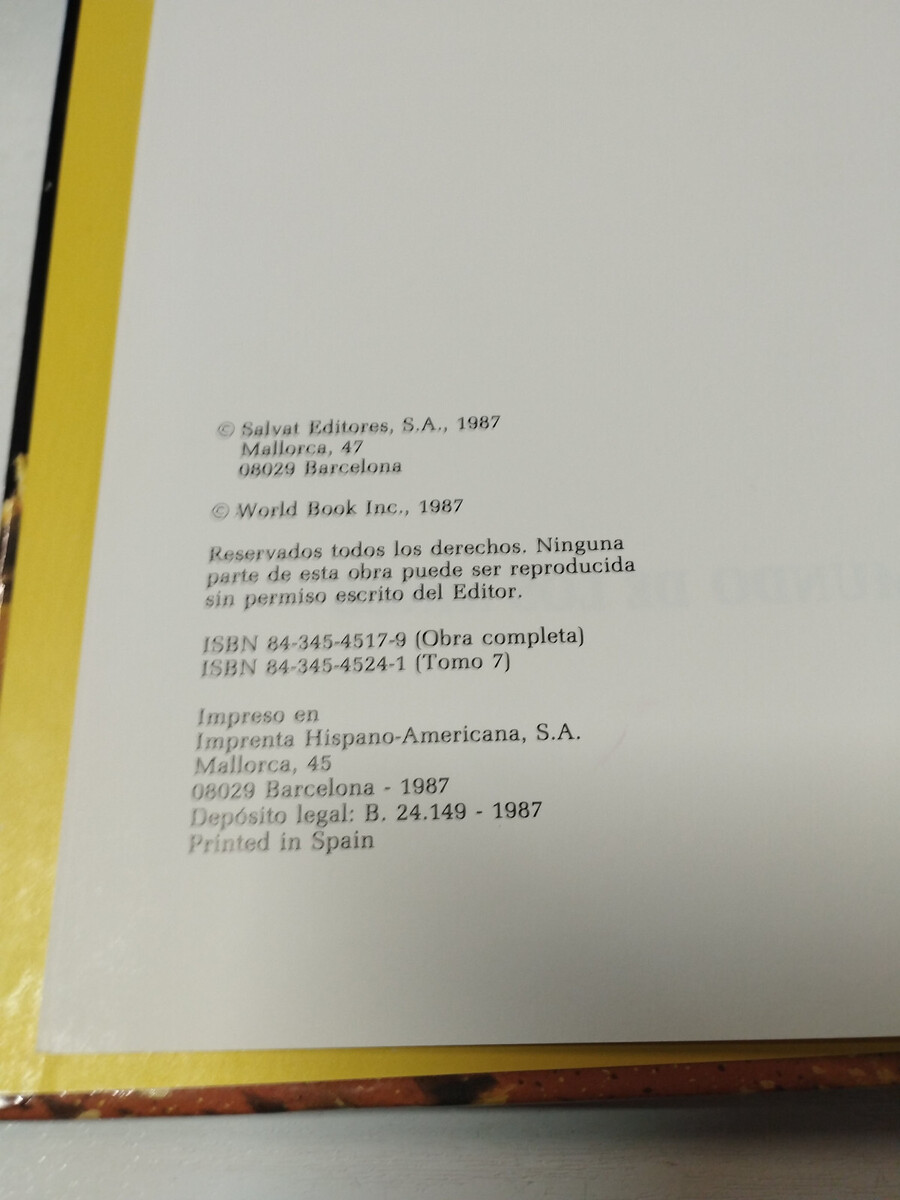 © Salvat Editores, S.A., 1987
Mallorca, 47
08029 Barcelona
© World Book Inc., 1987
Reservados todos los derechos. Ninguna
parte de esta obra puede ser reproducida
sin permiso escrito del Editor.
ISBN 84-345-4517-9 (Obra completa)
ISBN 84-345-4524-1 (Tomo 7)
Impreso en
Imprenta Hispano-Americana, S.A.
Mallorca, 45
08029 Barcelona - 1987
Depósito legal: B. 24.149 - 1987
Printed in Spain